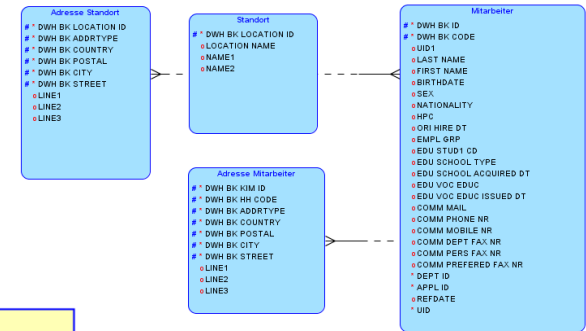 Adresse Standort
# * DWH BK LOCATION ID
# * DWH BK ADDRTYPE
# * DWH BK COUNTRY
# * DWH BK POSTAL
# * DWH BK CITY
# * DWH BK STREET
o LINE1
o LINE2
o LINE3
Standort
# * DWH BK LOCATION ID
o LOCATION NAME
o NAME1
o NAME2
Adresse Mitarbeiter
# * DWH BK KIM ID
# * DWH BK HH CODE
# * DWH BK ADDRTYPE
# * DWH BK COUNTRY
# * DWH BK POSTAL
# * DWH BK CITY
# * DWH BK STREET
o LINE1
o LINE2
o LINE3
Mitarbeiter
# * DWH BK ID
# * DWH BK CODE
o UID1
o LAST NAME
o FIRST NAME
o BIRTHDATE
o SEX
o NATIONALITY
o HPC
o ORI HIRE DT
o EMPL GRP
o EDU STUD1 CD
o EDU SCHOOL TYPE
o EDU SCHOOL ACQUIRED DT
o EDU VOC EDUC
o EDU VOC EDUC ISSUED DT
o COMM MAIL
o COMM PHONE NR
o COMM MOBILE NR
o COMM DEPT FAX NR
o COMM PERS FAX NR
o COMM PREFERED FAX NR
* DEPT ID
* APPL ID
o REFDATE
* UID